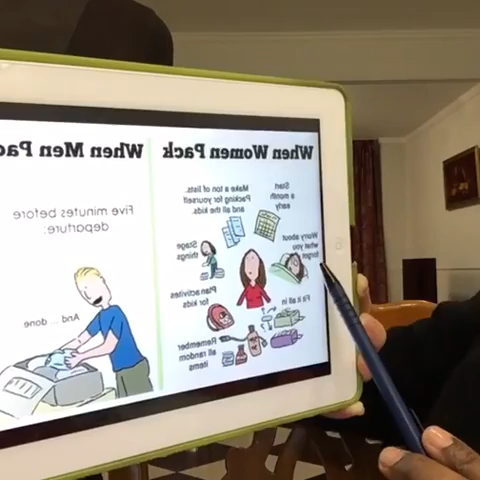 When Women Pack
Start
a month
early
Make a ton of lists.
Packing for yourself
and all the kids.
Worry about
what you
forgot
Stage
things
Fit it all in
Plan activities
for kids
Remember
all
random
items
When Men Pac
Five minutes before
departure:
And ... done